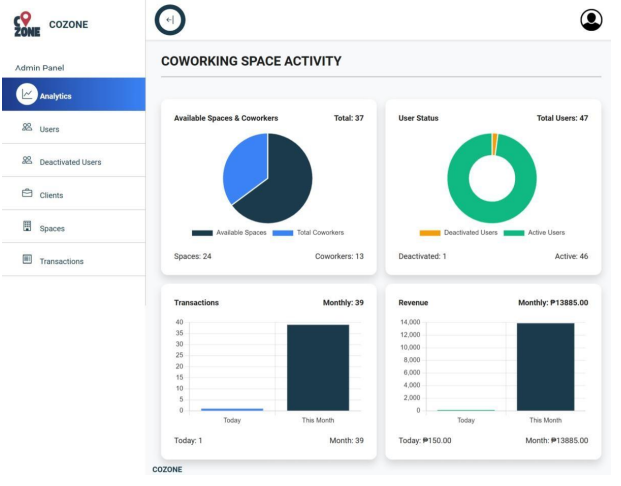 COZONE
COZONE
Admin Panel
Analytics
Users
Deactivated Users
Clients
Spaces
Transactions
COWORKING SPACE ACTIVITY
Available Spaces & Coworkers Total: 37
Available Spaces Total Coworkers
Spaces: 24 Coworkers: 13
User Status Total Users: 47
Deactivated Users Active Users
Deactivated: 1 Active: 46
Transactions Monthly: 39
40
35
30
25
20
15
10
5
0
Today This Month
Today: 1 Month: 39
Revenue Monthly: ₱13885.00
14,000
12,000
10,000
8,000
6,000
4,000
2,000
0
Today This Month
Today: ₱150.00 Month: ₱13885.00
COZONE